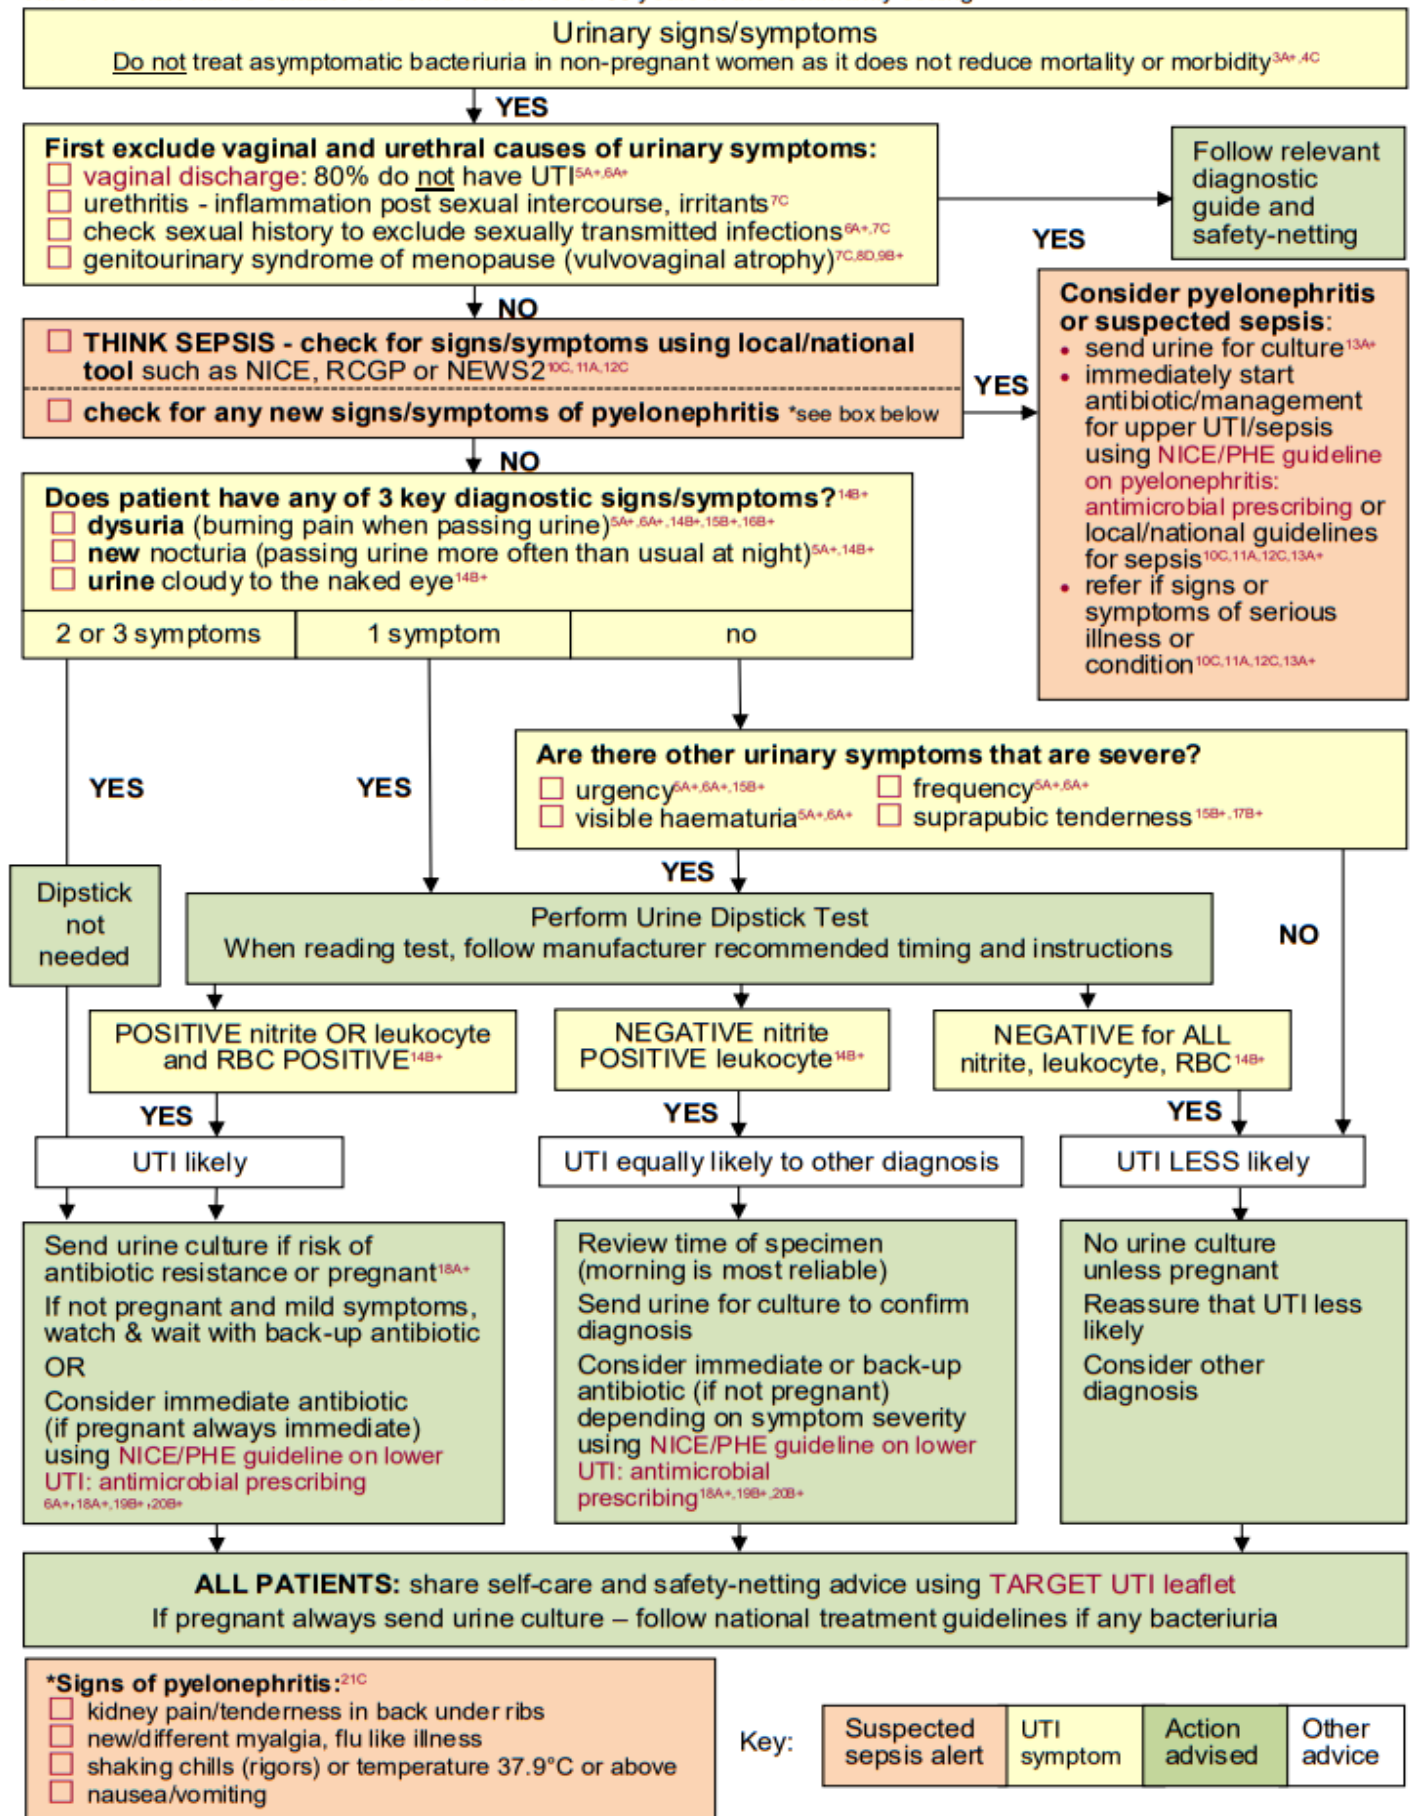 Urinary signs/symptoms
Do not treat asymptomatic bacteriuria in non-pregnant women as it does not reduce mortality or morbidity3A+,4C
YES
First exclude vaginal and urethral causes of urinary symptoms:
vaginal discharge: 80% do not have UTI5A+,6A+
urethritis - inflammation post sexual intercourse, irritants7C
check sexual history to exclude sexually transmitted infections6A+,7C
genitourinary syndrome of menopause (vulvovaginal atrophy)7C,8D,9B+
YES
Follow relevant
diagnostic
guide and
safety-netting
NO
THINK SEPSIS - check for signs/symptoms using local/national
tool such as NICE, RCGP or NEWS210C, 11A,12C
check for any new signs/symptoms of pyelonephritis *see box below
YES
Consider pyelonephritis
or suspected sepsis:
• send urine for culture13A+
• immediately start
antibiotic/management
for upper UTI/sepsis
using NICE/PHE guideline
on pyelonephritis:
antimicrobial prescribing or
local/national guidelines
for sepsis10C,11A,12C,13A+
• refer if signs or
symptoms of serious
illness or
condition10C,11A,12C,13A+
NO
Does patient have any of 3 key diagnostic signs/symptoms?14B+
dysuria (burning pain when passing urine)5A+,6A+,14B+,15B+,16B+
new nocturia (passing urine more often than usual at night)5A+,14B+
urine cloudy to the naked eye14B+
2 or 3 symptoms
1 symptom
no
YES
YES
Are there other urinary symptoms that are severe?
urgency5A+,6A+,15B+
frequency5A+,6A+
visible haematuria5A+,6A+
suprapubic tenderness15B+,17B+
YES
NO
Dipstick
not
needed
Perform Urine Dipstick Test
When reading test, follow manufacturer recommended timing and instructions
POSITIVE nitrite OR leukocyte
and RBC POSITIVE14B+
NEGATIVE nitrite
POSITIVE leukocyte14B+
NEGATIVE for ALL
nitrite, leukocyte, RBC14B+
YES
YES
YES
UTI likely
UTI equally likely to other diagnosis
UTI LESS likely
Send urine culture if risk of
antibiotic resistance or pregnant18A+
If not pregnant and mild symptoms,
watch & wait with back-up antibiotic
OR
Consider immediate antibiotic
(if pregnant always immediate)
using NICE/PHE guideline on lower
UTI: antimicrobial prescribing
6A+,18A+,19B+,20B+
Review time of specimen
(morning is most reliable)
Send urine for culture to confirm
diagnosis
Consider immediate or back-up
antibiotic (if not pregnant)
depending on symptom severity
using NICE/PHE guideline on lower
UTI: antimicrobial
prescribing18A+,19B+,20B+
No urine culture
unless pregnant
Reassure that UTI less
likely
Consider other
diagnosis
ALL PATIENTS: share self-care and safety-netting advice using TARGET UTI leaflet
If pregnant always send urine culture – follow national treatment guidelines if any bacteriuria
*Signs of pyelonephritis:21C
kidney pain/tenderness in back under ribs
new/different myalgia, flu like illness
shaking chills (rigors) or temperature 37.9°C or above
nausea/vomiting
Key:
Suspected
sepsis alert
UTI
symptom
Action
advised
Other
advice